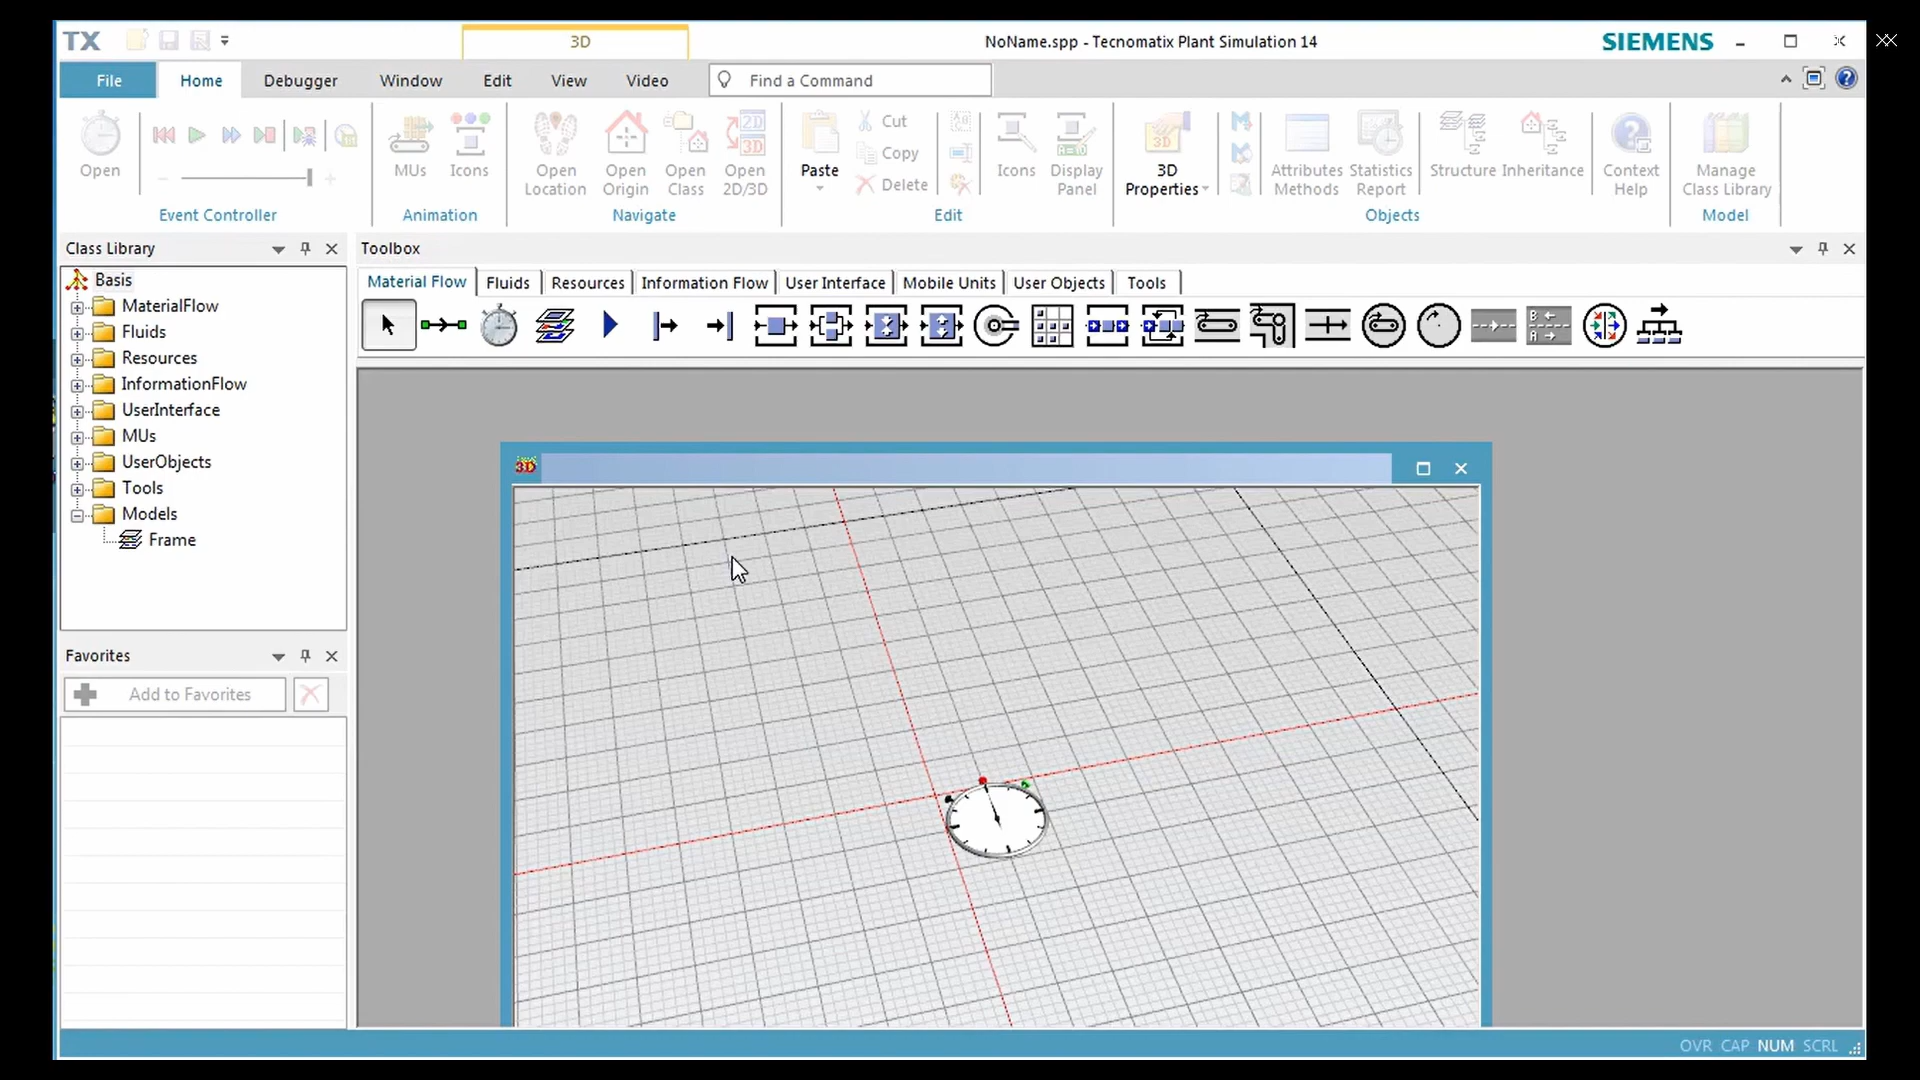 TX
3D
NoName.spp - Tecnomatix Plant Simulation 14
SIEMENS
File
Home
Debugger
Window
Edit
View
Video
Find a Command
Open
MUs
Icons
Open Location
Open Origin
Open Class
Open 2D/3D
Paste
Cut
Copy
Delete
Icons
Display Panel
3D Properties
Attributes Methods
Statistics Report
Structure
Inheritance
Context Help
Manage Class Library
Event Controller
Animation
Navigate
Edit
Objects
Model
Class Library
Toolbox
Basis
MaterialFlow
Fluids
Resources
InformationFlow
UserInterface
MUs
UserObjects
Tools
Models
Frame
Material Flow
Fluids
Resources
Information Flow
User Interface
Mobile Units
User Objects
Tools
3D
Favorites
Add to Favorites
OVR CAP NUM SCRL